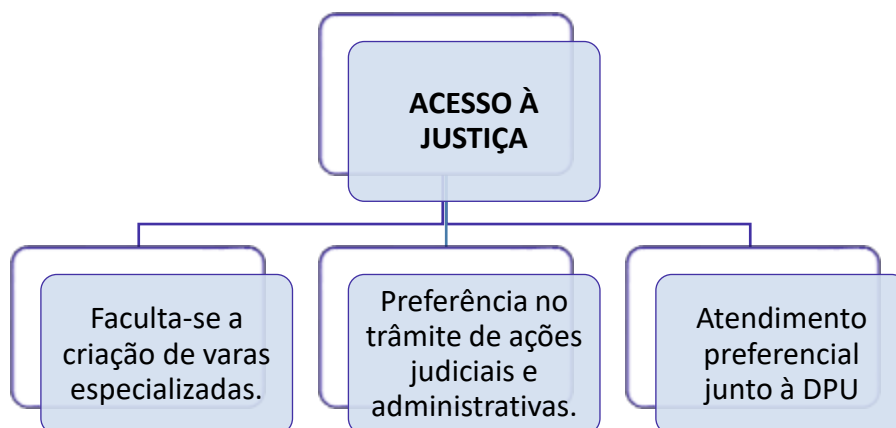 ACESSO À
JUSTIÇA
Faculta-se a
criação de varas
especializadas.
Preferência no
trâmite de ações
judiciais e
administrativas.
Atendimento
preferencial
junto à DPU